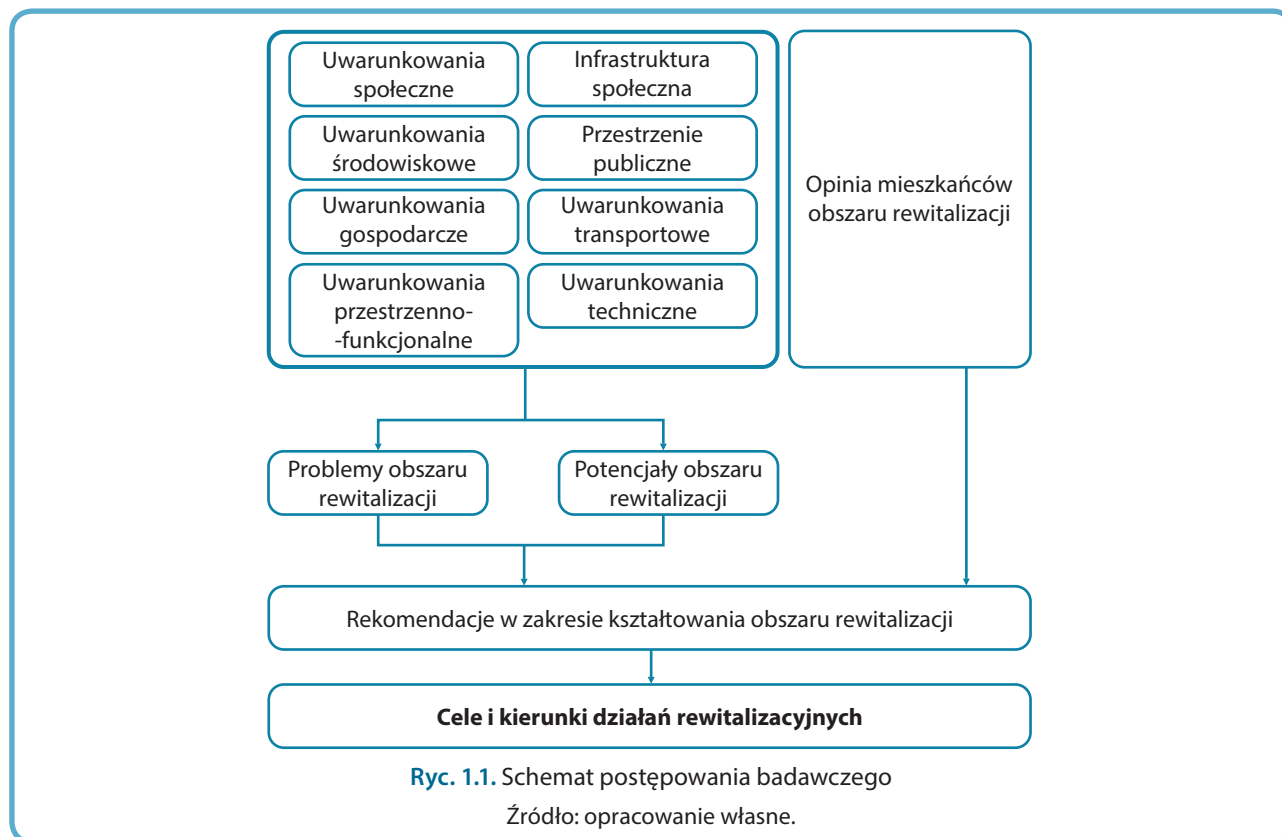 Uwarunkowania
społeczne
Infrastruktura
społeczna
Uwarunkowania
środowiskowe
Przestrzenie
publiczne
Uwarunkowania
gospodarcze
Uwarunkowania
transportowe
Uwarunkowania
przestrzenno-
-funkcjonalne
Uwarunkowania
techniczne
Opinia mieszkańców
obszaru rewitalizacji
Problemy obszaru
rewitalizacji
Potencjały obszaru
rewitalizacji
Rekomendacje w zakresie kształtowania obszaru rewitalizacji
Cele i kierunki działań rewitalizacyjnych
Ryc. 1.1. Schemat postępowania badawczego
Źródło: opracowanie własne.